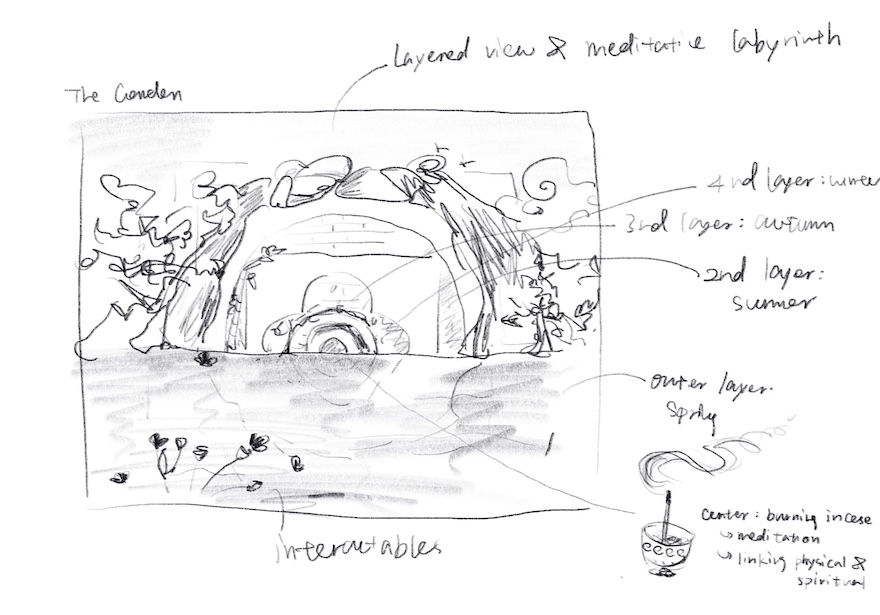 Layered view & meditative labyrinth
The Garden
4nd layer: winter
3rd layer: autumn
2nd layer:
summer
outer layer.
Spring
center: burning incese
↳ meditation
↳ linking physical &
spiritual
interactables